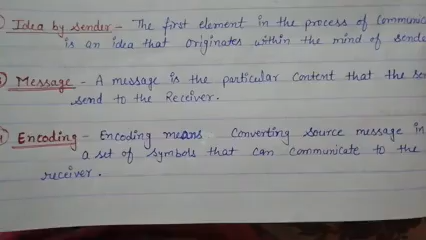 Idea by sender - The first element in the process of
is an idea that originates within the mind of
Message - A message is the particular content that the
send to the Receiver.
Encoding - Encoding means converting source message in
a set of symbols that can communicate to the
receiver.